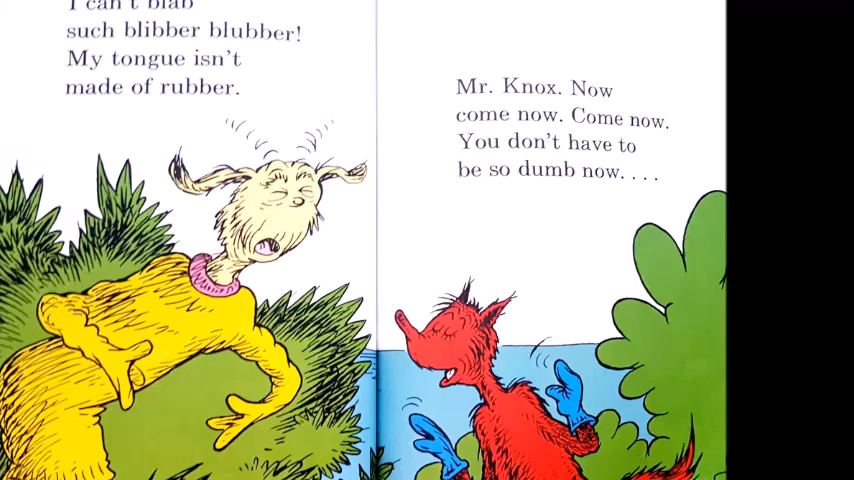 I can't blab
such blibber blubber!
My tongue isn't
made of rubber.
Mr. Knox. Now
come now. Come now.
You don't have to
be so dumb now. . . .